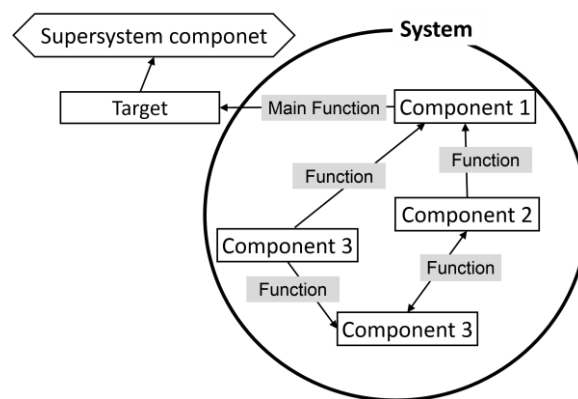 System
Supersystem componet
Target
Main Function
Component 1
Function
Function
Component 2
Component 3
Function
Function
Component 3